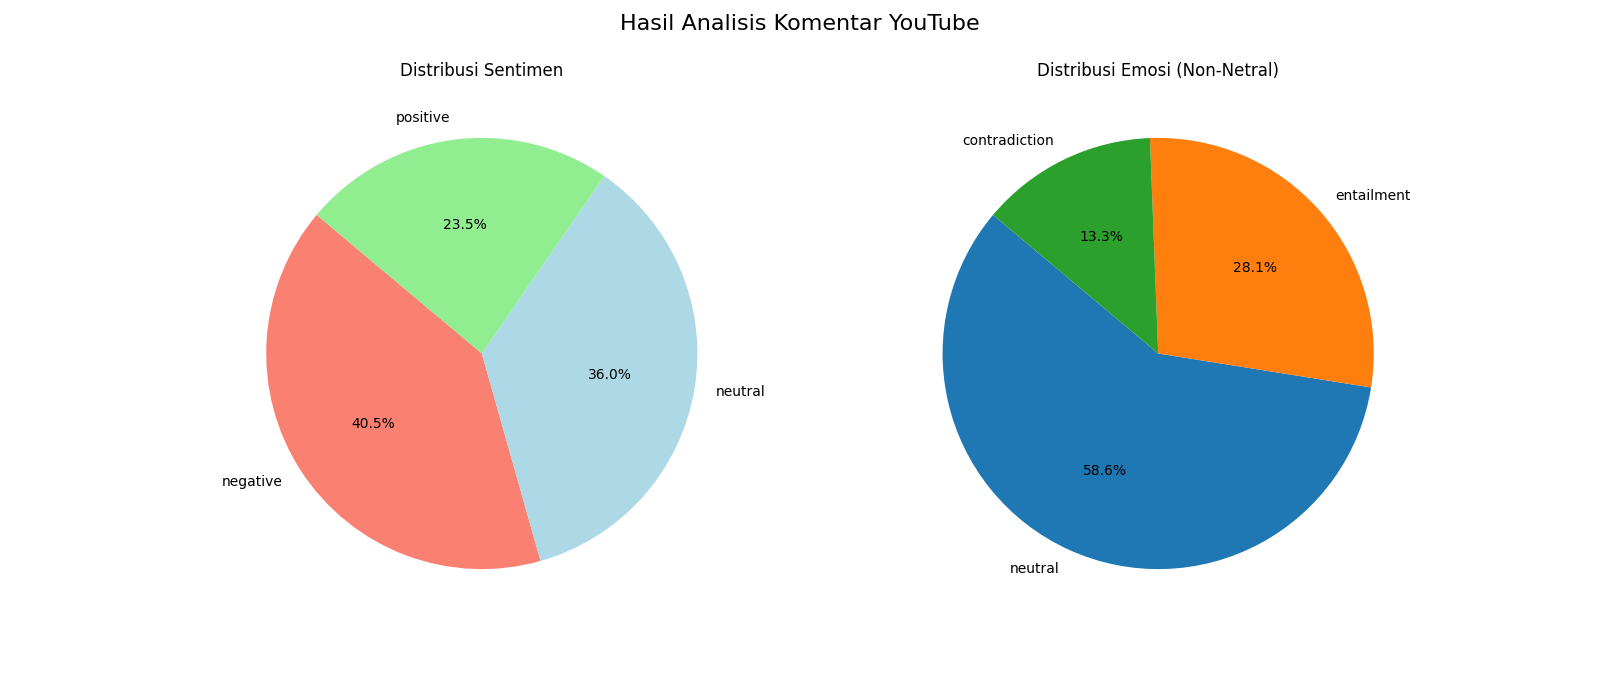 Hasil Analisis Komentar YouTube
Distribusi Sentimen
positive
23.5%
36.0%
neutral
40.5%
negative
Distribusi Emosi (Non-Netral)
contradiction
entailment
13.3%
28.1%
58.6%
neutral